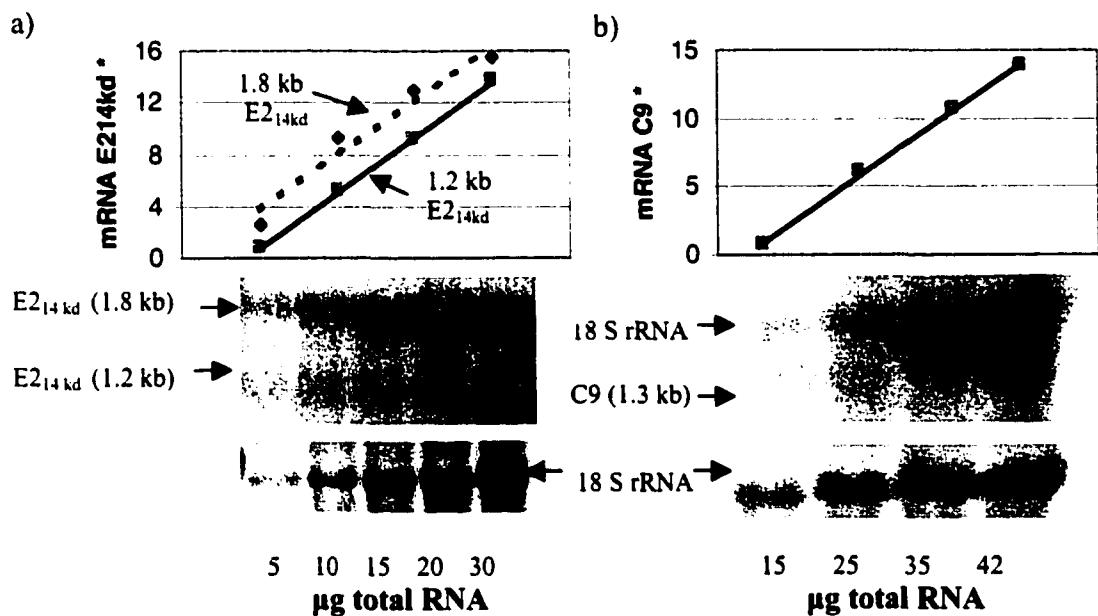 a)
mRNA E214kd *
16
12
8
4
0
1.8 kb
E2₁₄kd
1.2 kb
E2₁₄kd
E2₁₄ kd (1.8 kb)
E2₁₄ kd (1.2 kb)
5 10 15 20 30
µg total RNA
b)
mRNA C9 *
15
10
5
0
18 S rRNA
C9 (1.3 kb)
18 S rRNA
15 25 35 42
µg total RNA